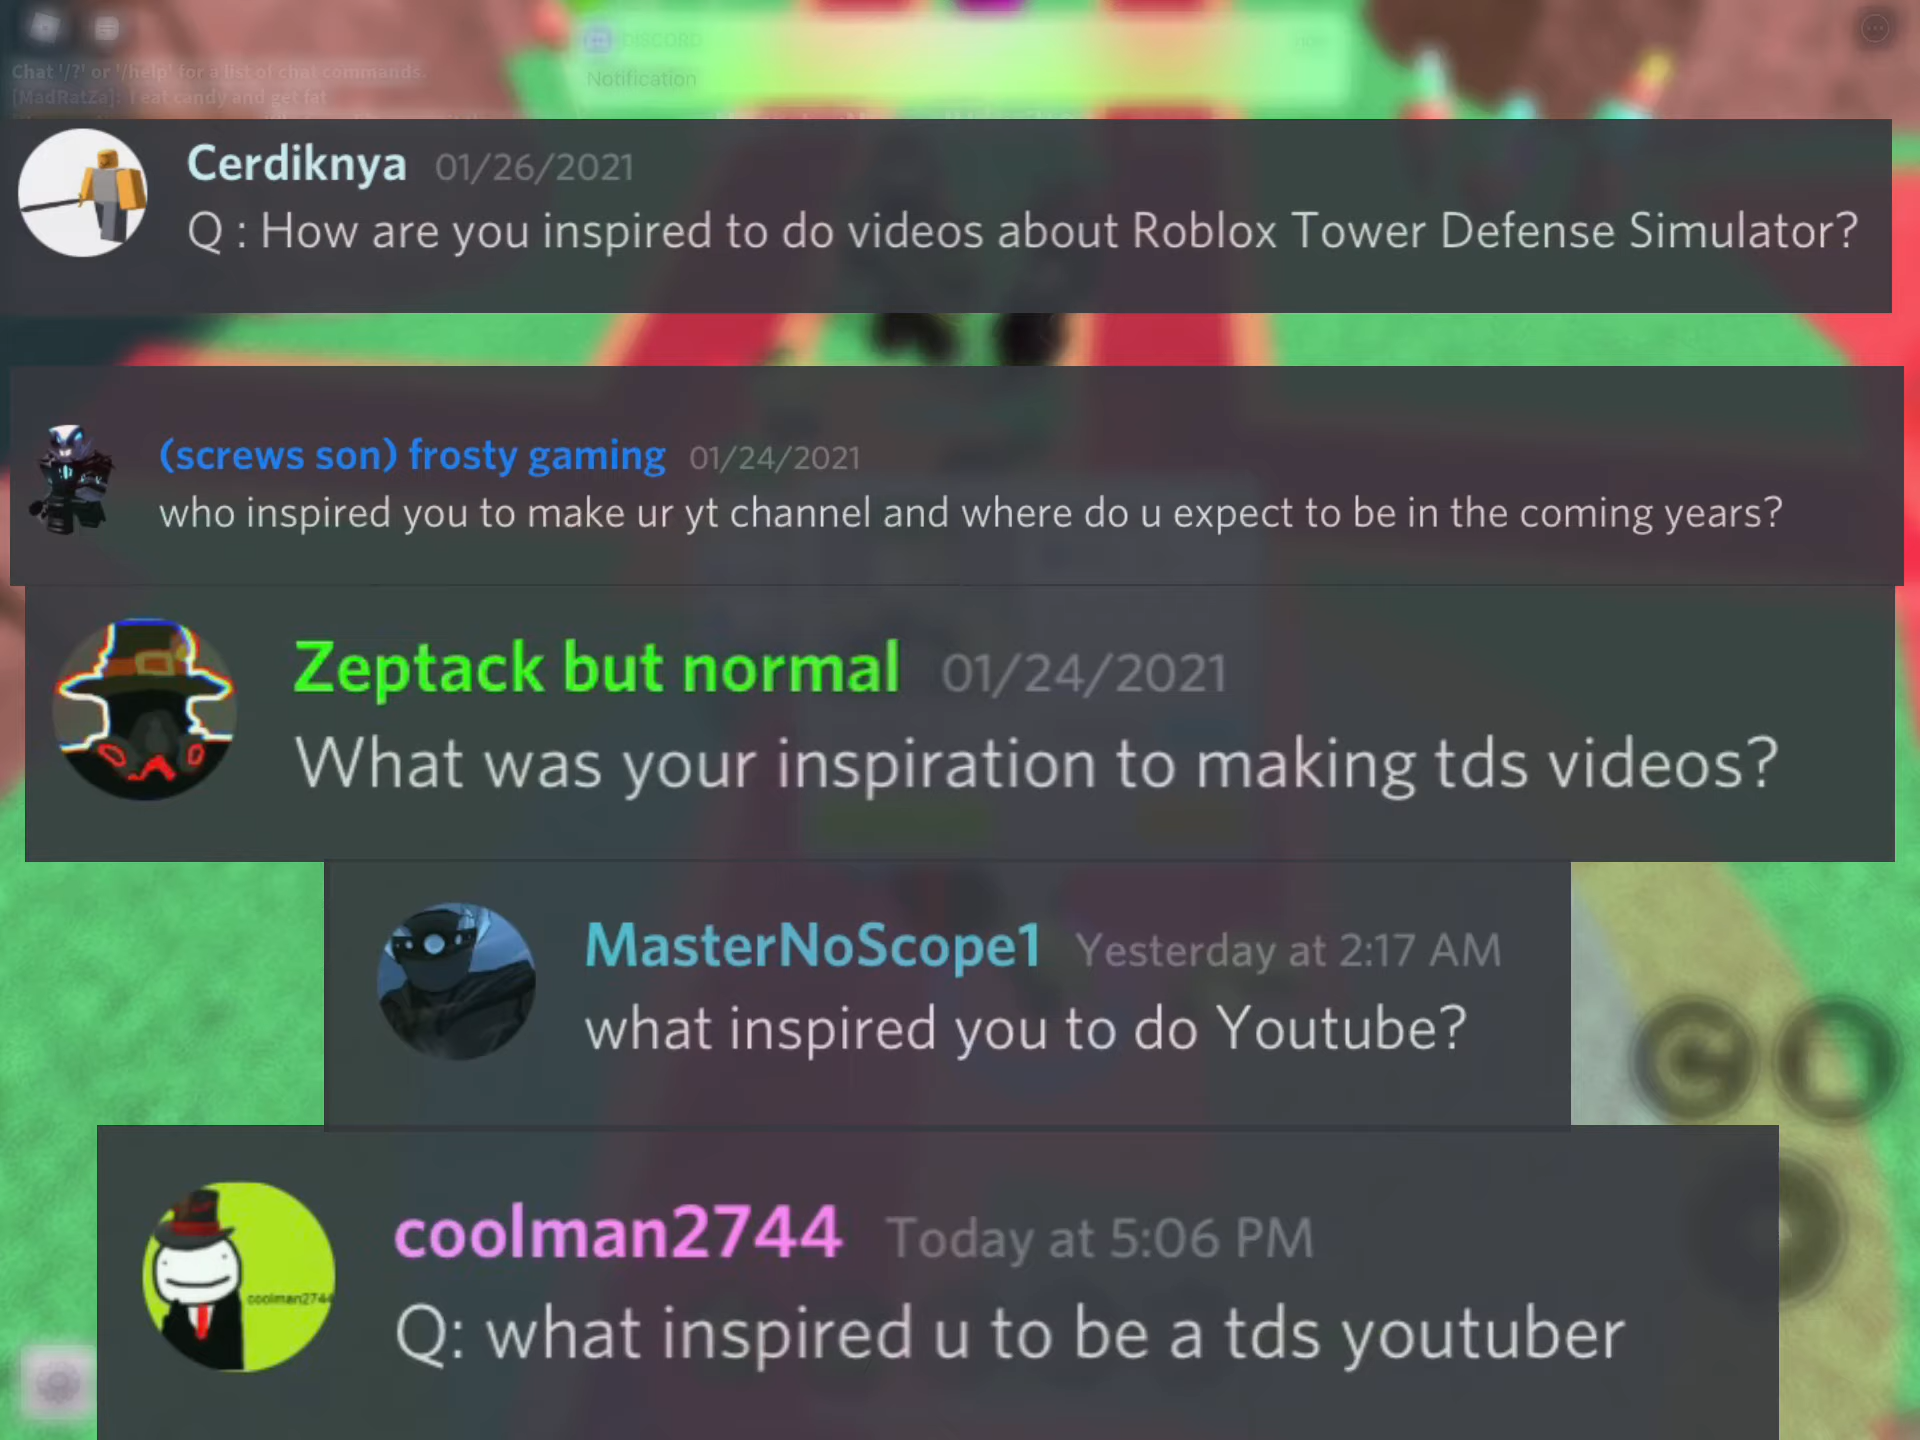 DISCORD
Notification
Chat '/?' or '/help' for a list of chat commands.
[MadRatZa]: I eat candy and get fat
Cerdiknya 01/26/2021
Q : How are you inspired to do videos about Roblox Tower Defense Simulator?
(screws son) frosty gaming 01/24/2021
who inspired you to make ur yt channel and where do u expect to be in the coming years?
Zeptack but normal 01/24/2021
What was your inspiration to making tds videos?
MasterNoScope1 Yesterday at 2:17 AM
what inspired you to do Youtube?
coolman2744 Today at 5:06 PM
coolman2744
Q: what inspired u to be a tds youtuber